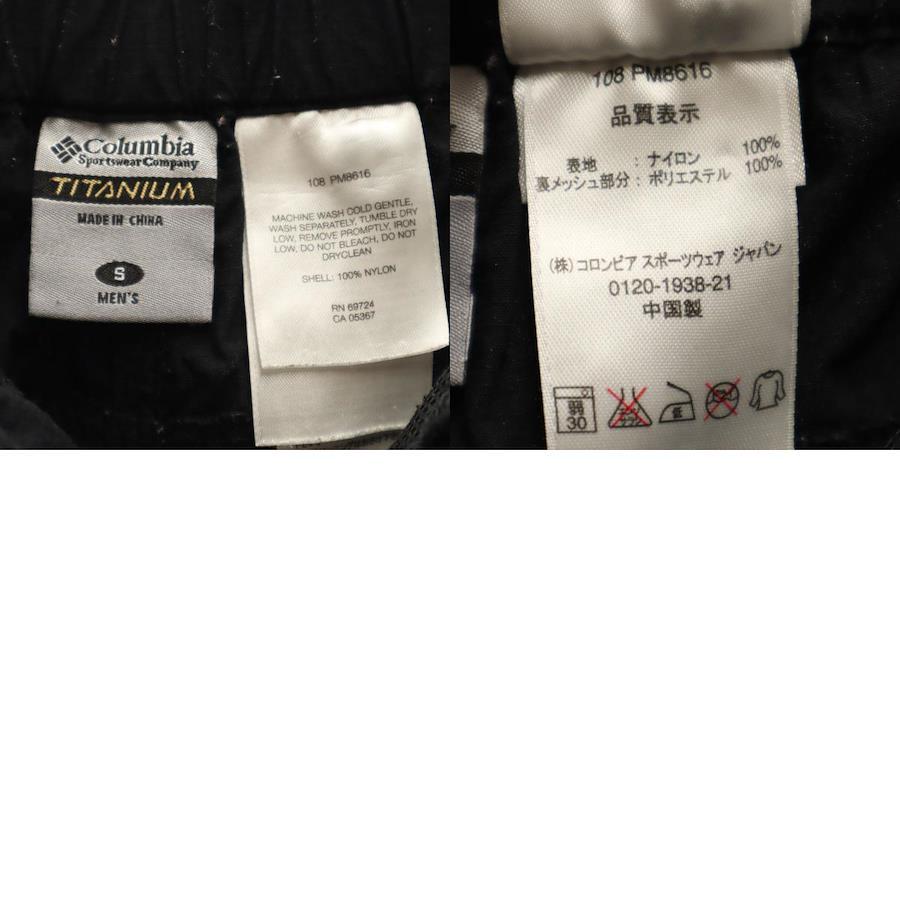 Columbia
Sportswear Company
TITANIUM
MADE IN CHINA
S
MEN'S
108 PM8616
MACHINE WASH COLD GENTLE,
WASH SEPARATELY, TUMBLE DRY
LOW, REMOVE PROMPTLY, IRON
LOW, DO NOT BLEACH, DO NOT
DRYCLEAN
SHELL: 100% NYLON
RN 69724
CA 05367
108 PM8616
品質表示
表地 : ナイロン 100%
裏メッシュ部分 : ポリエステル 100%
(株) コロンビア スポーツウェア ジャパン
0120-1938-21
中国製
弱
30
低